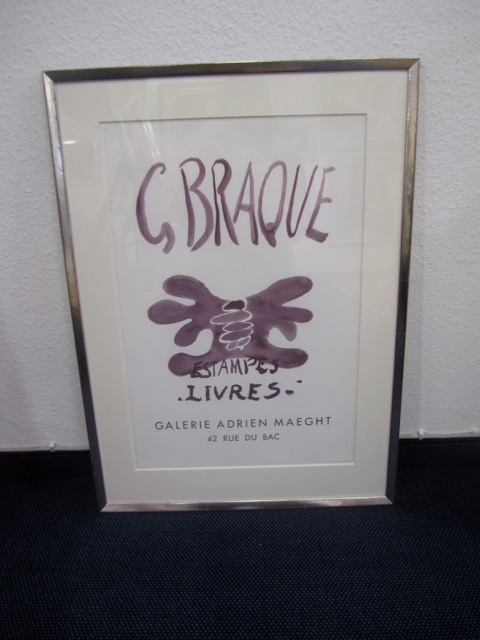 G BRAQUE
ESTAMPES
.LIVRES.
GALERIE ADRIEN MAEGHT
42 RUE DU BAC